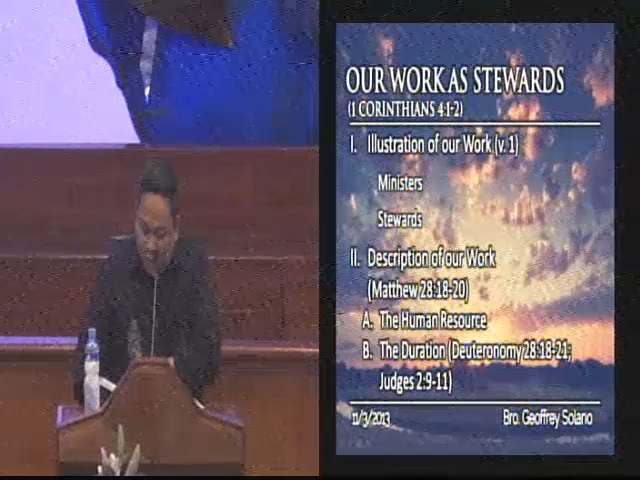 OUR WORK AS STEWARDS
(1 CORINTHIANS 4:1-2)
I. Illustration of our Work (v. 1)
Ministers
Stewards
II. Description of our Work
(Matthew 28:18-20)
A. The Human Resource
B. The Duration (Deuteronomy 28:18-21;
Judges 2:9-11)
11/3/2013 Bro. Geoffrey Solano